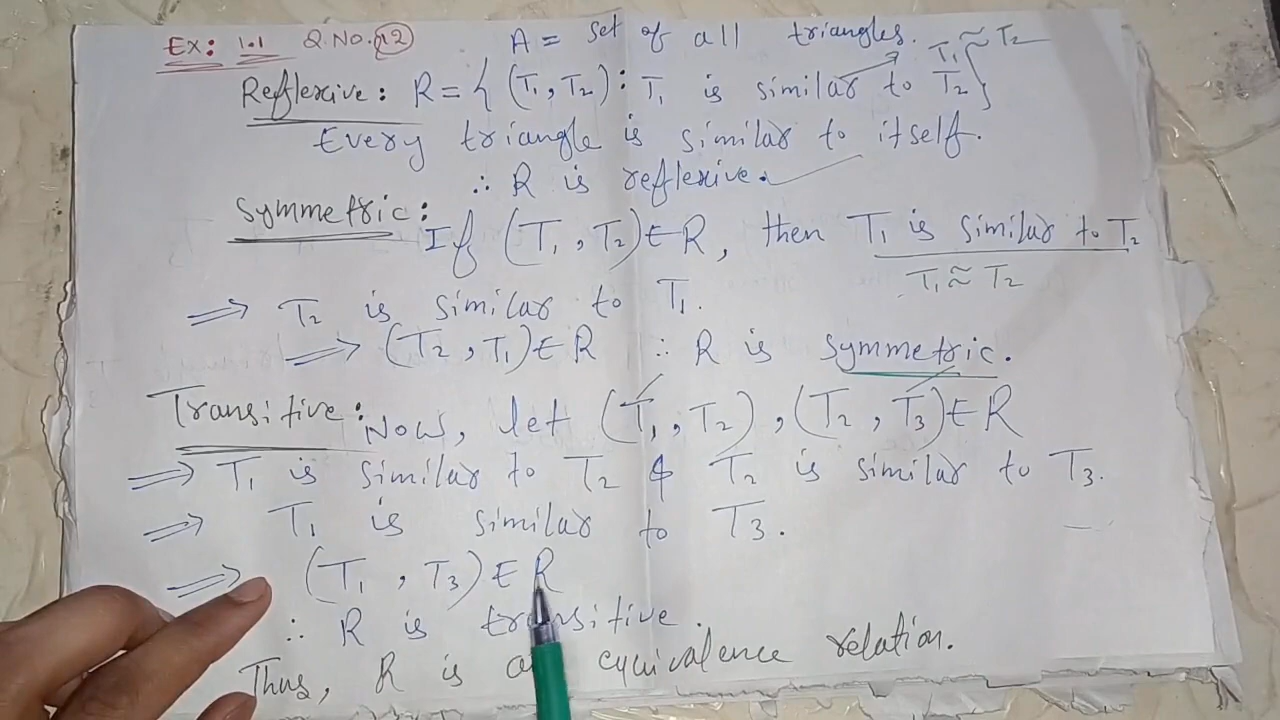 Ex: 1.1 Q.NO. 12 A = set of all triangles. T₁ ≈ T₂
Reflexive: R = { (T₁, T₂) : T₁ is similar to T₂ }
Every triangle is similar to itself.
∴ R is reflexive.
Symmetric:
If (T₁, T₂) ∈ R, then T₁ is similar to T₂
T₁ ≈ T₂
⇒ T₂ is similar to T₁.
⇒ (T₂, T₁) ∈ R ∴ R is symmetric.
Transitive: Now, let (T₁, T₂), (T₂, T₃) ∈ R
⇒ T₁ is similar to T₂ & T₂ is similar to T₃.
⇒ T₁ is similar to T₃.
⇒ (T₁, T₃) ∈ R
∴ R is transitive.
Thus, R is equivalence relation.